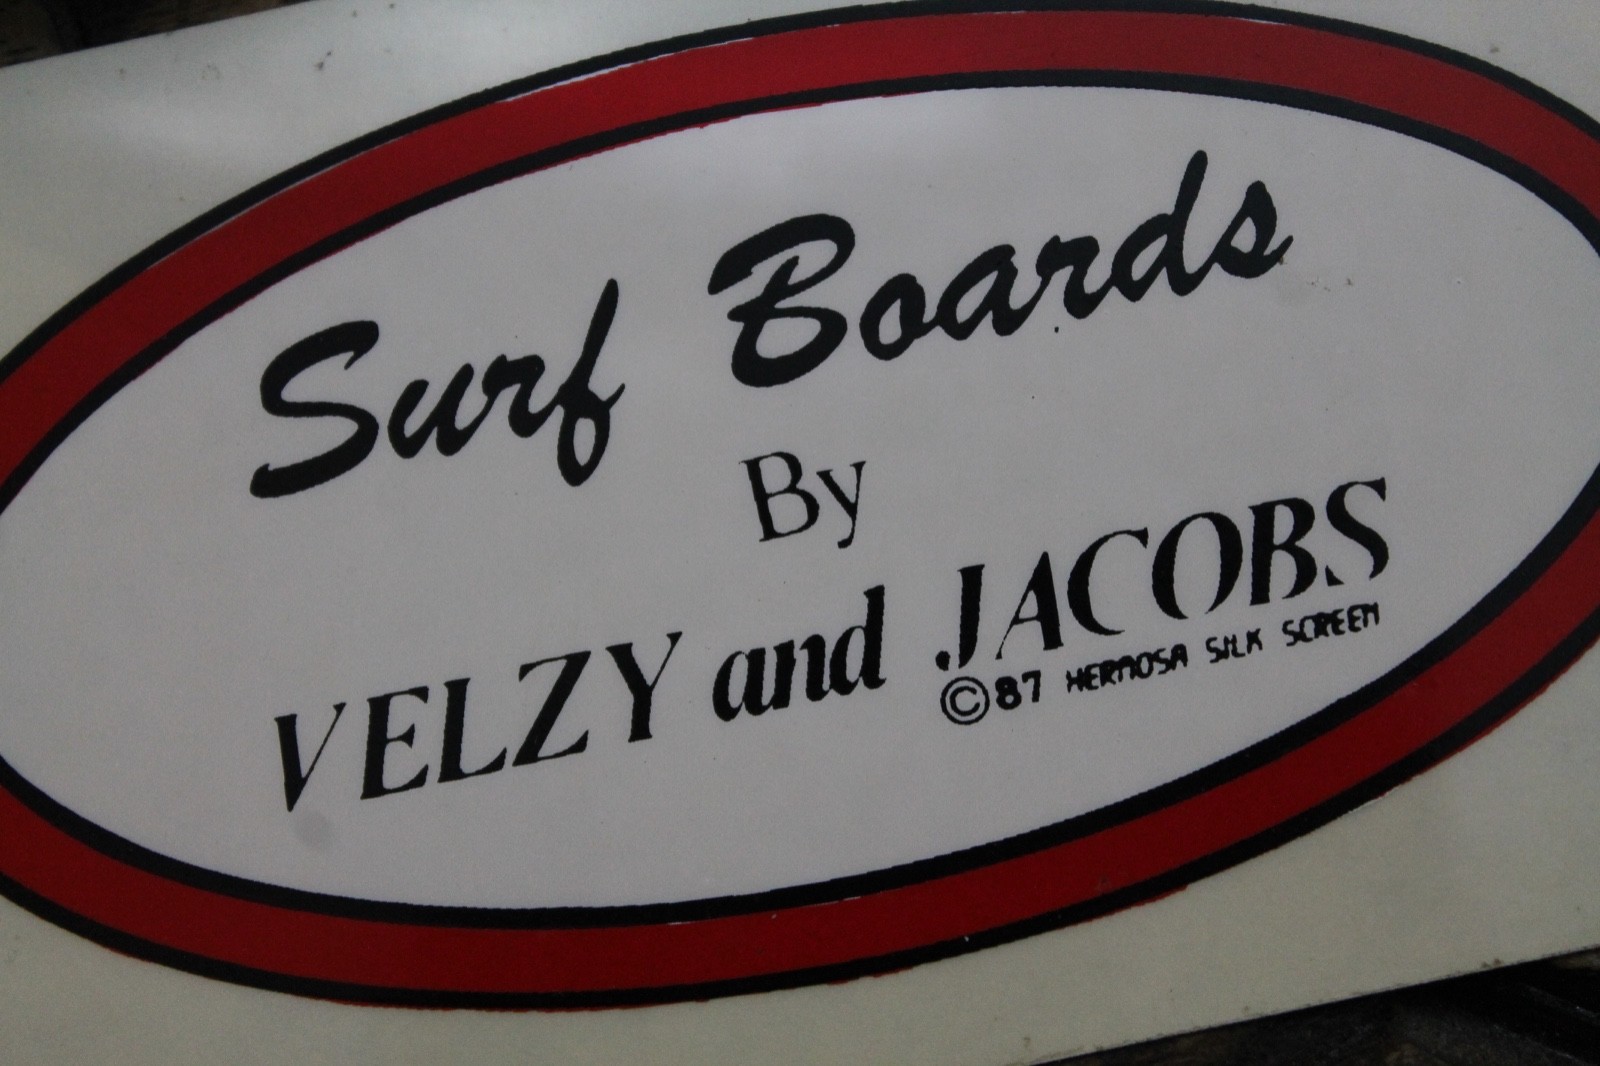 Surf Boards
By
VELZY and JACOBS
©87 HERMOSA SILK SCREEN